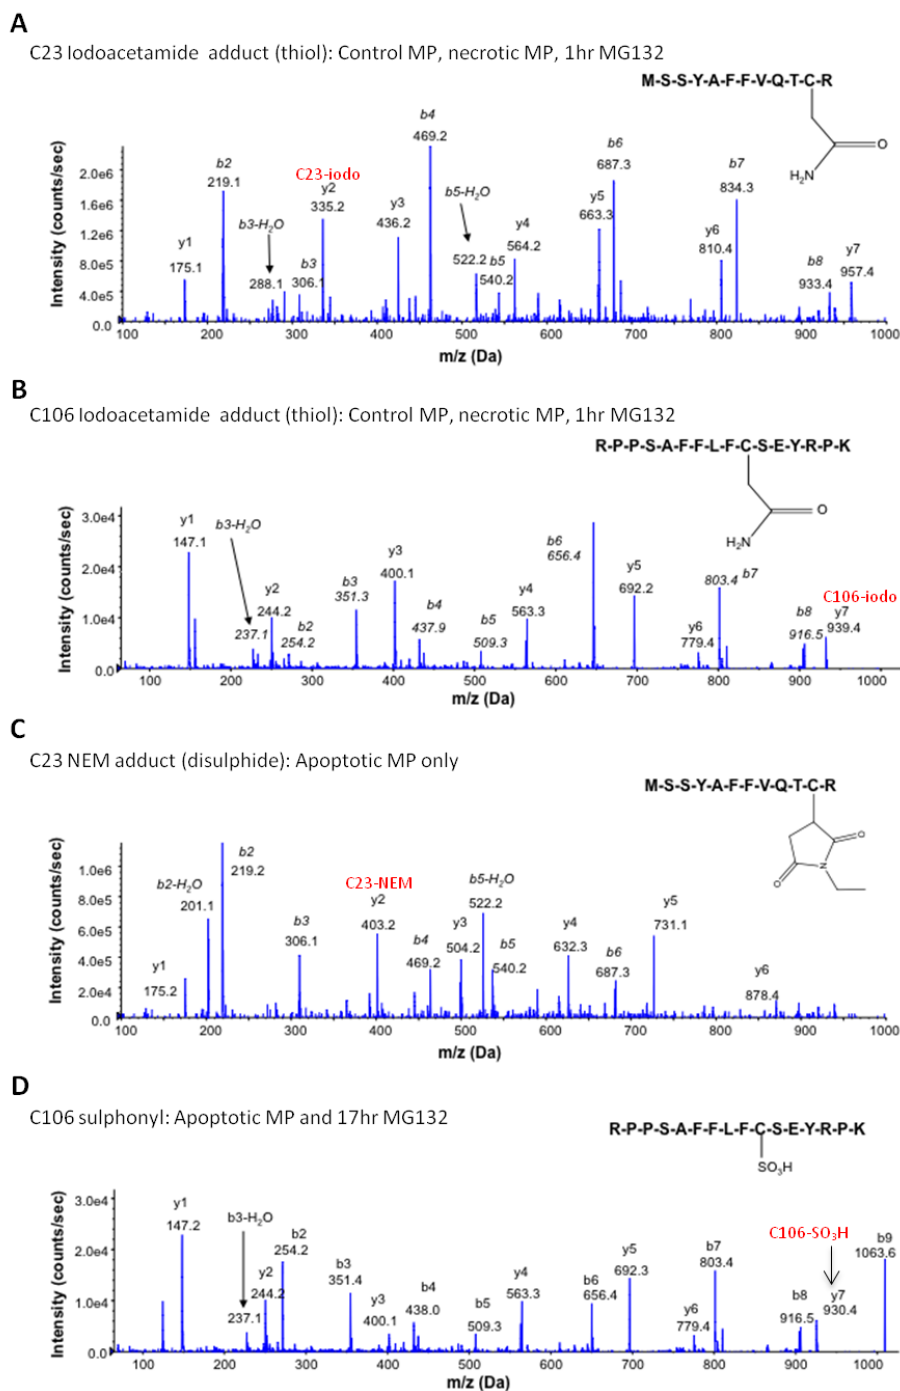 A
C23 Iodoacetamide adduct (thiol): Control MP, necrotic MP, 1hr MG132
M-S-S-Y-A-F-F-V-Q-T-C-R
O
H₂N
Intensity (counts/sec)
2.0e6
1.6e6
1.2e6
8.0e5
4.0e5
0.0
y1
175.1
b2
219.1
b3-H₂O
288.1
b3
306.1
C23-iodo
y2
335.2
y3
436.2
b4
469.2
b5-H₂O
522.2
b5
540.2
y4
564.2
y5
663.3
b6
687.3
y6
810.4
b7
834.3
b8
933.4
y7
957.4
100 200 300 400 500 600 700 800 900 1000
m/z (Da)
B
C106 Iodoacetamide adduct (thiol): Control MP, necrotic MP, 1hr MG132
R-P-P-S-A-F-F-L-F-C-S-E-Y-R-P-K
O
H₂N
Intensity (counts/sec)
3.0e4
2.0e4
1.0e4
0.0
y1
147.1
b3-H₂O
237.1
y2
244.2
b2
254.2
b3
351.3
y3
400.1
b4
437.9
b5
509.3
y4
563.3
b6
656.4
y5
692.2
y6
779.4
803.4 b7
C106-iodo
b8
916.5
y7
939.4
100 200 300 400 500 600 700 800 900 1000
m/z (Da)
C
C23 NEM adduct (disulphide): Apoptotic MP only
M-S-S-Y-A-F-F-V-Q-T-C-R
O
O
N
Intensity (counts/sec)
1.0e6
8.0e5
6.0e5
4.0e5
2.0e5
0.0
y1
175.2
b2-H₂O
201.1
b2
219.2
b3
306.1
C23-NEM
y2
403.2
b4
469.2
y3
504.2
b5-H₂O
522.2
b5
540.2
y4
632.3
b6
687.3
y5
731.1
y6
878.4
100 200 300 400 500 600 700 800 900 1000
m/z (Da)
D
C106 sulphonyl: Apoptotic MP and 17hr MG132
R-P-P-S-A-F-F-L-F-C-S-E-Y-R-P-K
SO₃H
Intensity (counts/sec)
3.0e4
2.0e4
1.0e4
0.0
y1
147.2
b3-H₂O
237.1
y2
244.2
b2
254.2
b3
351.4
y3
400.1
b4
438.0
b5
509.3
y4
563.3
b6
656.4
y5
692.3
y6
779.4
b7
803.4
C106-SO₃H
b8
916.5
y7
930.4
b9
1063.6
100 200 300 400 500 600 700 800 900 1000
m/z (Da)